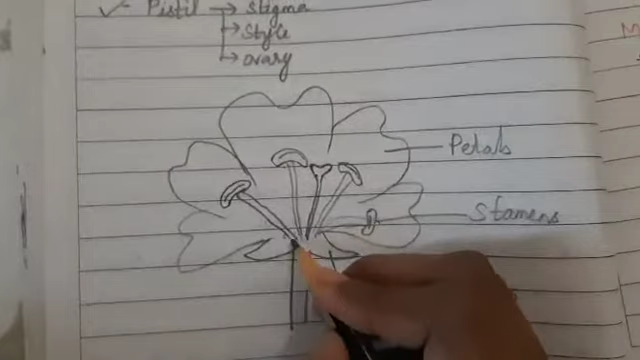 ✓- Pistil → stigma
→ style
→ ovary
Petals
Stamens